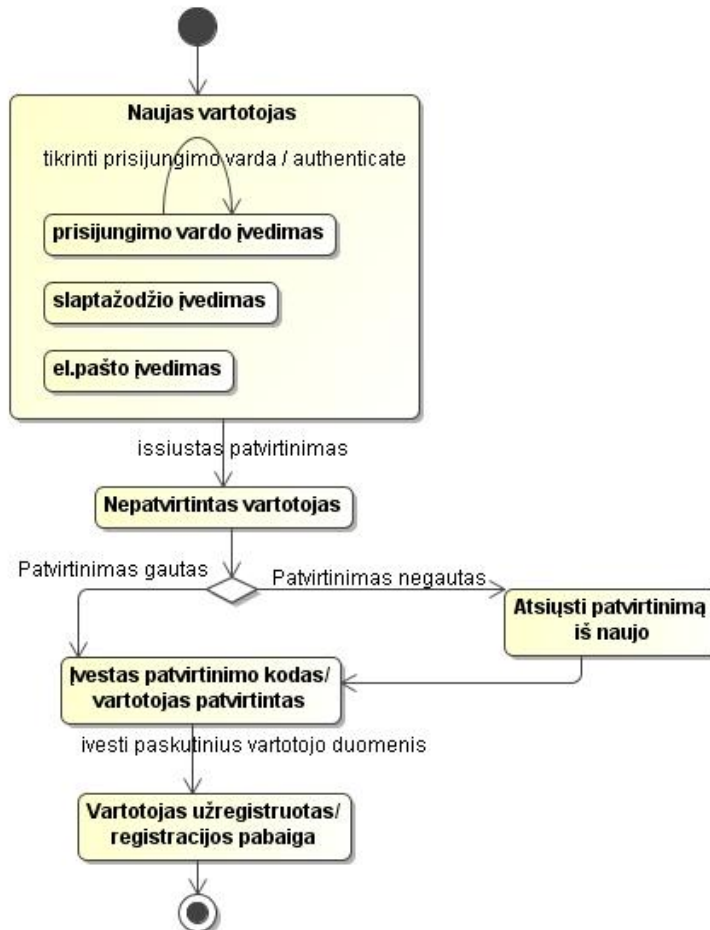 Naujas vartotojas
tikrinti prisijungimo varda / authenticate
prisijungimo vardo įvedimas
slaptažodžio įvedimas
el.pašto įvedimas
issiustas patvirtinimas
Nepatvirtintas vartotojas
Patvirtinimas gautas
Patvirtinimas negautas
Atsiųsti patvirtinimą
iš naujo
Įvestas patvirtinimo kodas/
vartotojas patvirtintas
ivesti paskutinius vartotojo duomenis
Vartotojas užregistruotas/
registracijos pabaiga